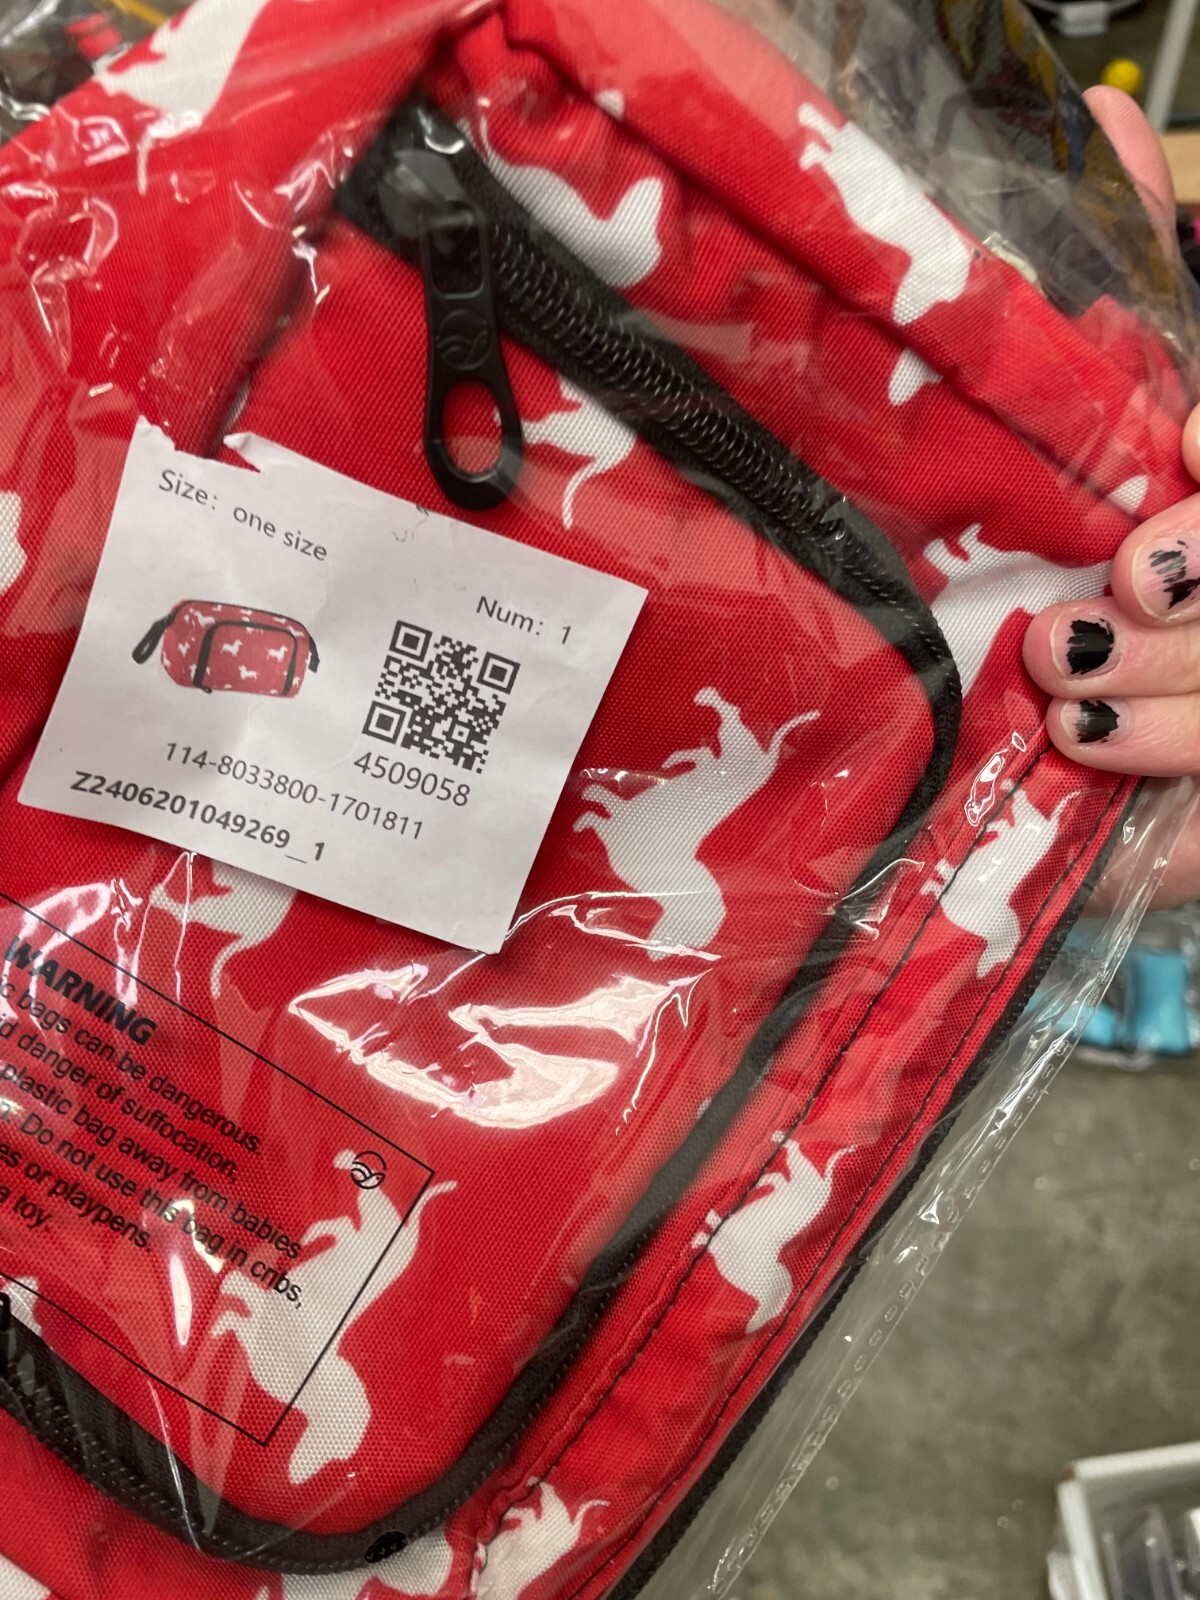 Size: one size
Num: 1
4509058
114-8033800-1701811
Z2406201049269_1
WARNING
bags can be dangerous.
danger of suffocation,
plastic bag away from babies
Do not use this bag in cribs,
or playpens.
a toy.